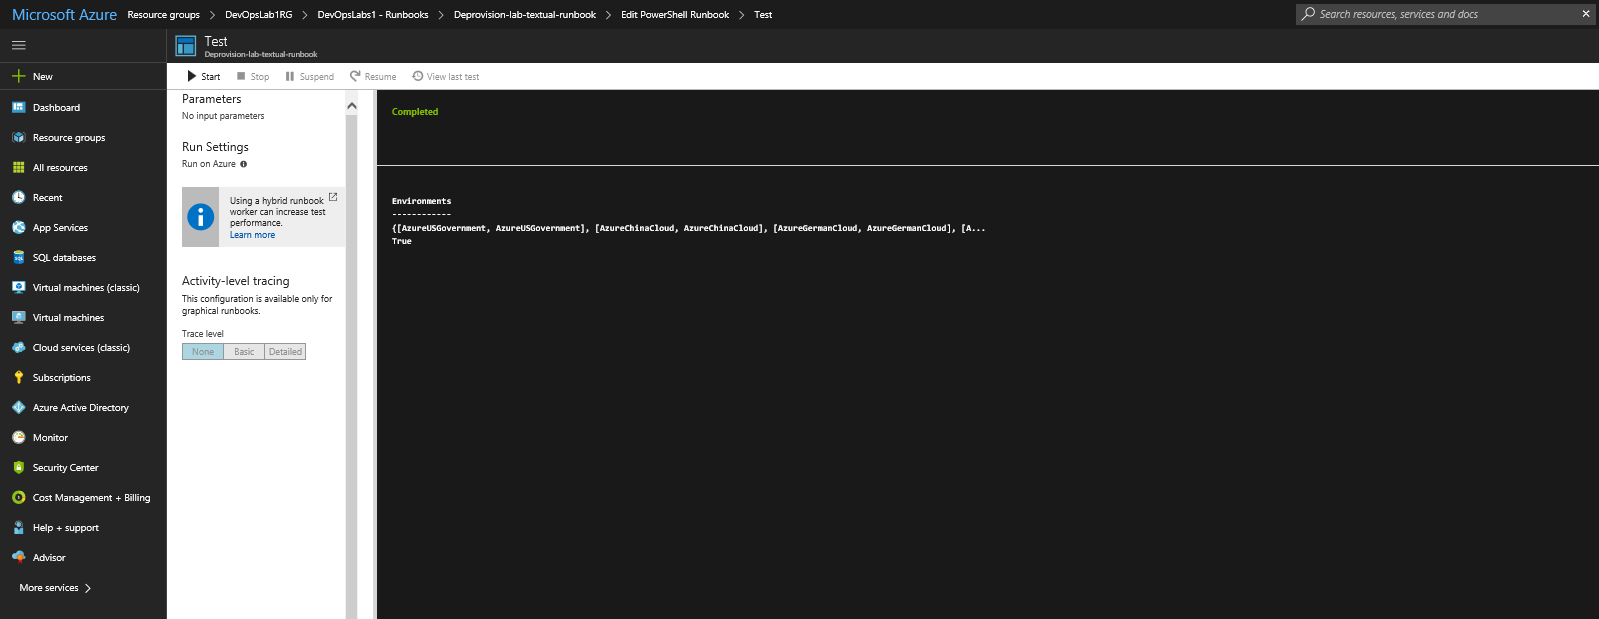 Microsoft Azure Resource groups > DevOpsLab1RG > DevOpsLabs1 - Runbooks > Deprovision-lab-textual-runbook > Edit PowerShell Runbook > Test
Search resources, services and docs
Test
Deprovision-lab-textual-runbook
New
Start Stop Suspend Resume View last test
Dashboard
Resource groups
All resources
Recent
App Services
SQL databases
Virtual machines (classic)
Virtual machines
Cloud services (classic)
Subscriptions
Azure Active Directory
Monitor
Security Center
Cost Management + Billing
Help + support
Advisor
More services >
Parameters
No input parameters
Run Settings
Run on Azure
Using a hybrid runbook
worker can increase test
performance.
Learn more
Activity-level tracing
This configuration is available only for
graphical runbooks.
Trace level
None Basic Detailed
Completed
Environments
------------
{[AzureUSGovernment, AzureUSGovernment], [AzureChinaCloud, AzureChinaCloud], [AzureGermanCloud, AzureGermanCloud], [A...
True